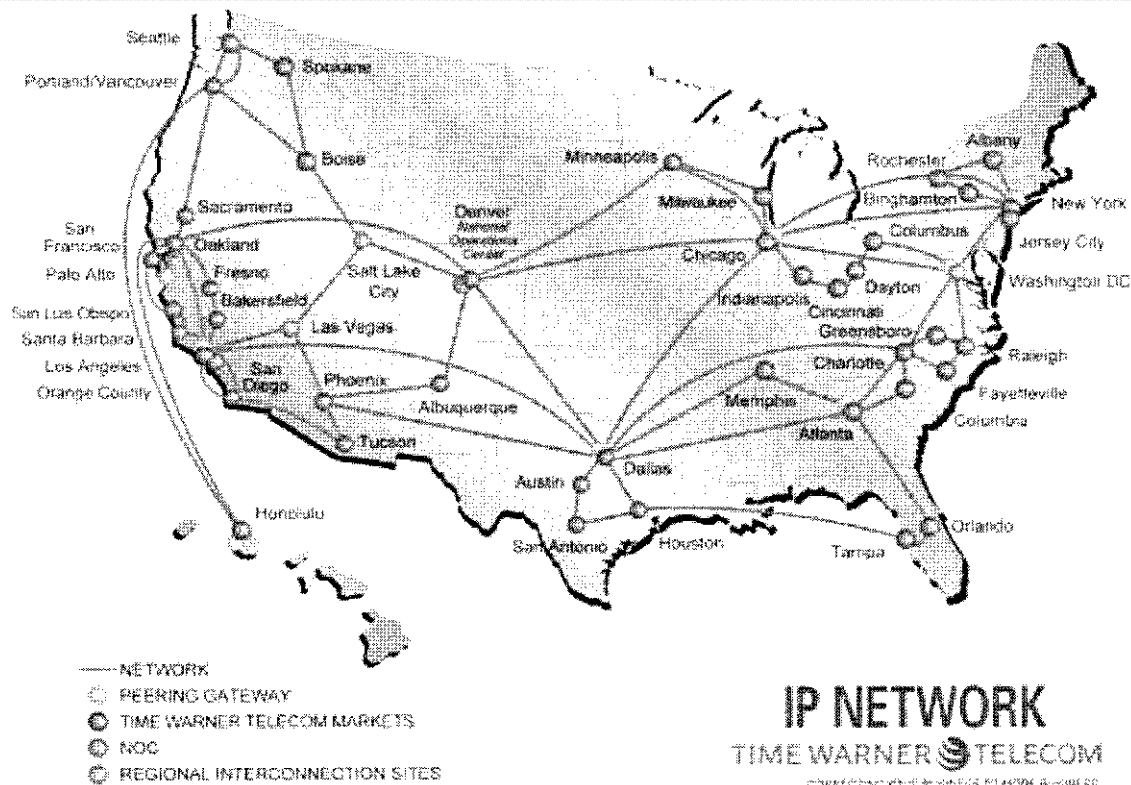 Seattle
Spokane
Portland/Vancouver
Boise
Minneapolis
Albany
Rochester
Milwaukee
Binghamton
New York
Sacramento
Denver
National
Operations
Center
San
Francisco
Oakland
Columbus
Jersey City
Chicago
Palo Alto
Fresno
Salt Lake
City
Dayton
Washington DC
Indianapolis
Bakersfield
Cincinnati
San Luis Obispo
Las Vegas
Greensboro
Santa Barbara
Charlotte
Raleigh
Los Angeles
San
Diego
Phoenix
Memphis
Fayetteville
Orange County
Albuquerque
Columbia
Atlanta
Tucson
Dallas
Austin
Honolulu
Orlando
San Antonio
Houston
Tampa
NETWORK
PEERING GATEWAY
TIME WARNER TELECOM MARKETS
NOC
REGIONAL INTERCONNECTION SITES
IP NETWORK
TIME WARNER TELECOM